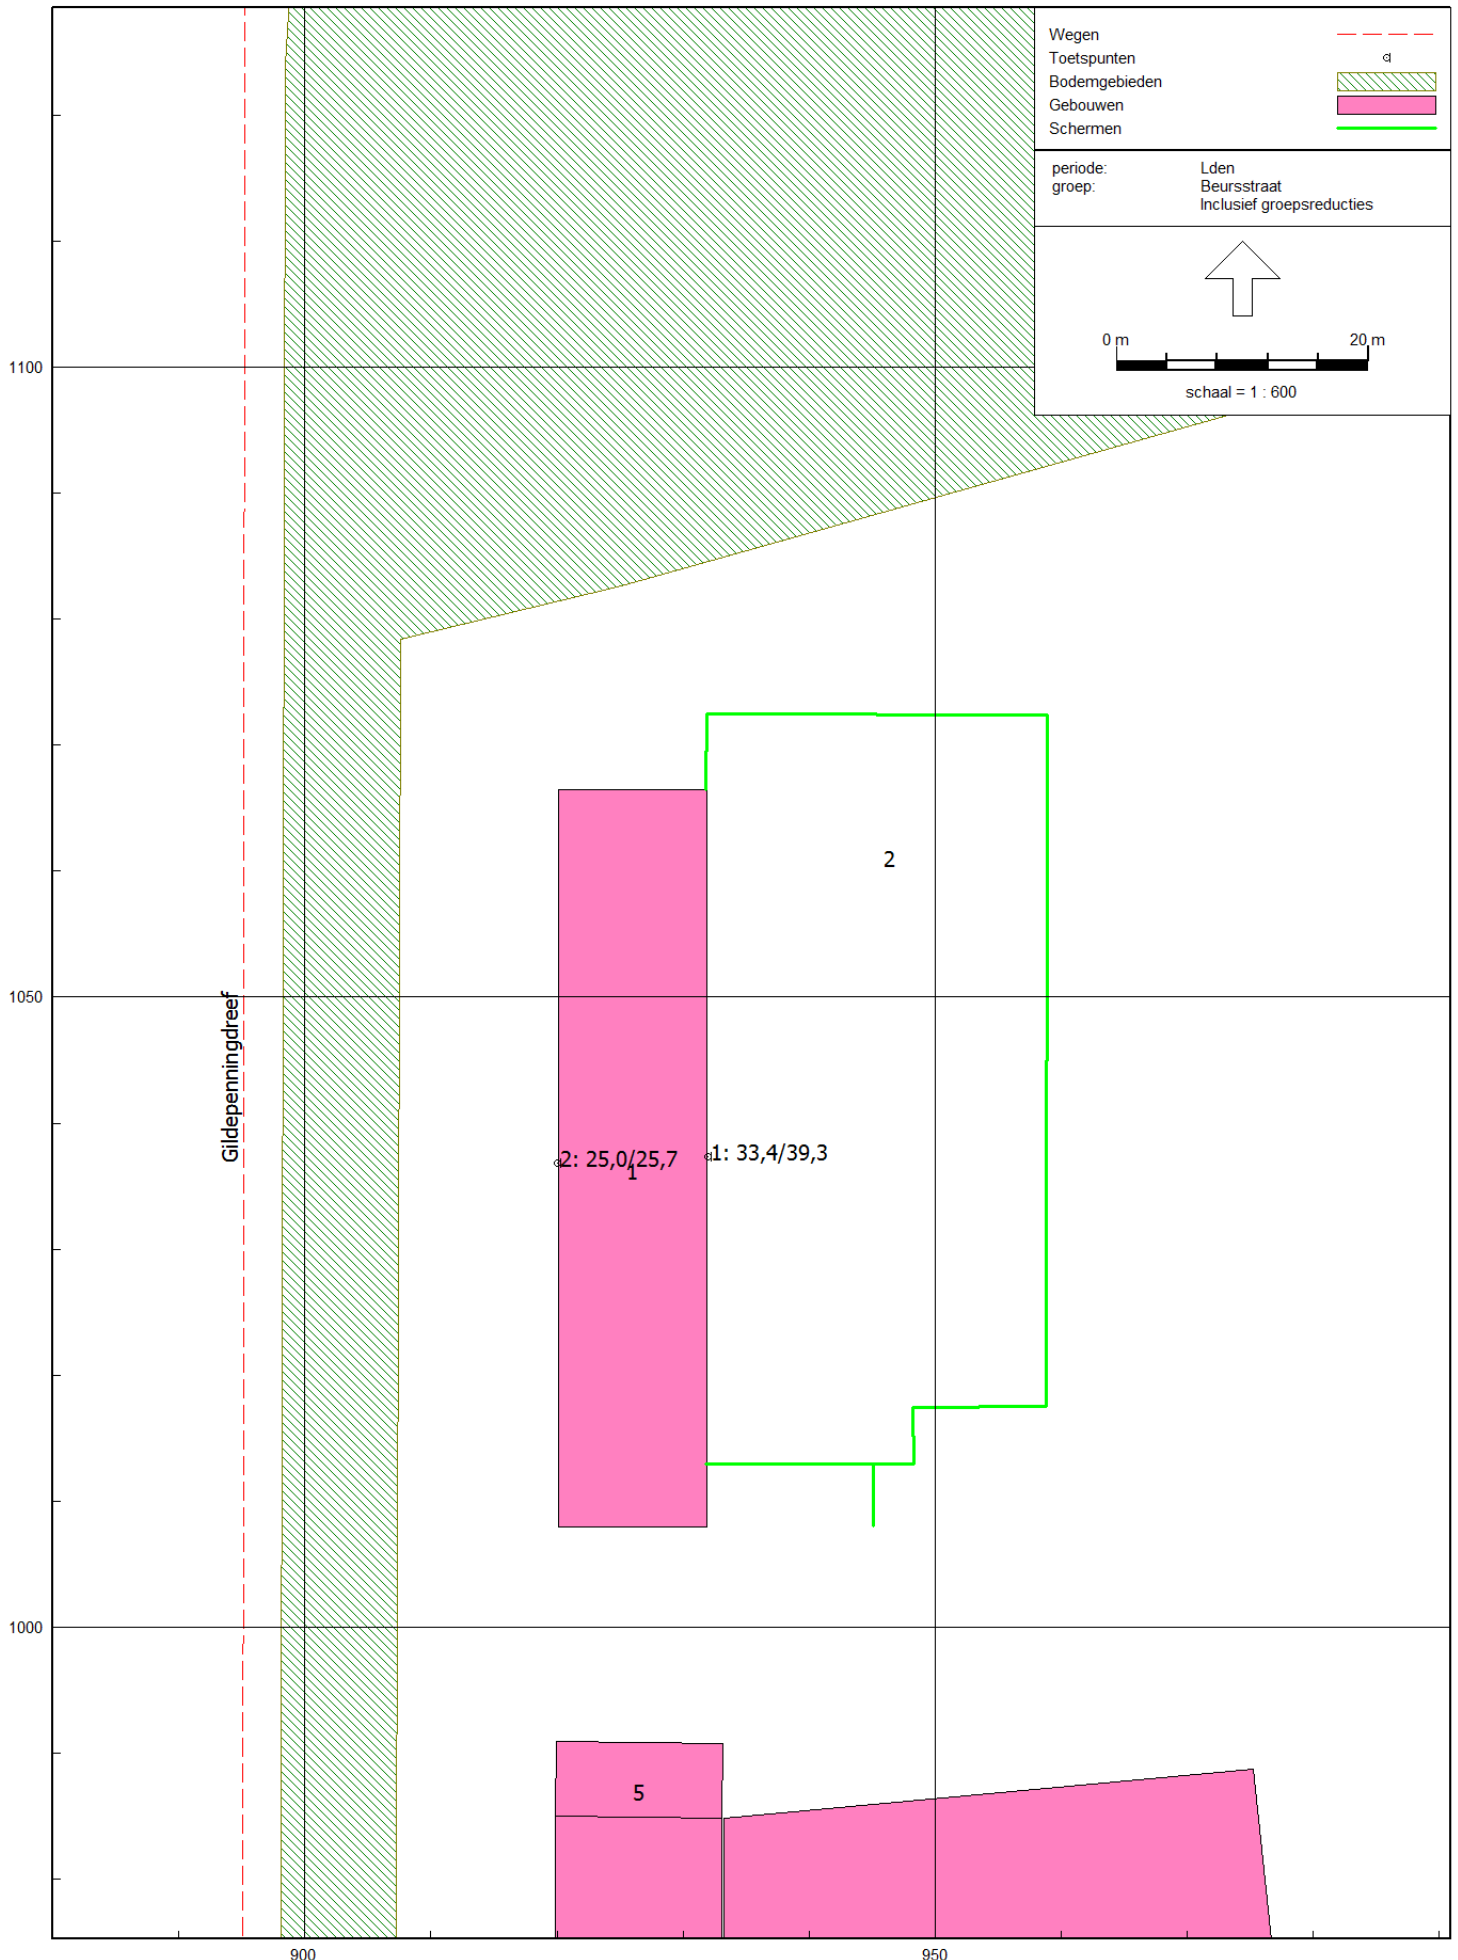 Wegen
Toetspunten
Bodemgebieden
Gebouwen
Schermen
periode: Lden
groep: Beursstraat
Inclusief groepsreducties
0 m 20 m
schaal = 1 : 600
1100
2
1050
Gildepenningdreef
2: 25,0/25,7
1
1: 33,4/39,3
1000
5
900 950